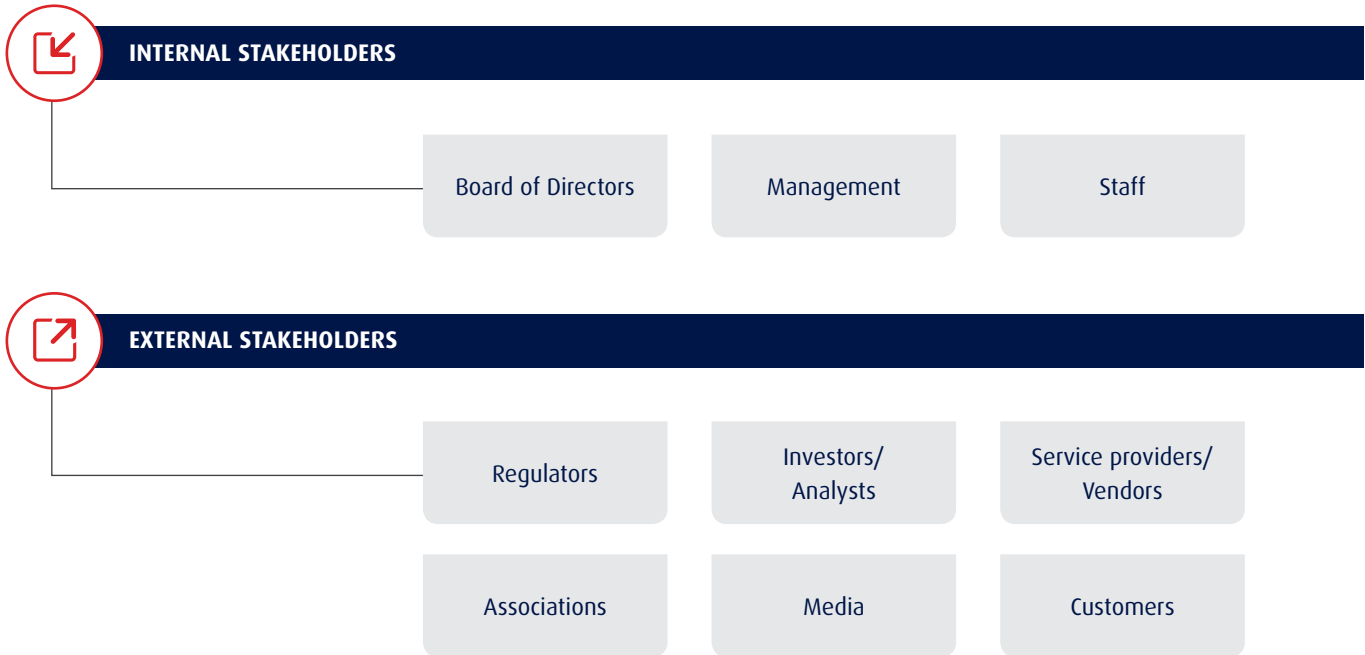 INTERNAL STAKEHOLDERS
Board of Directors
Management
Staff
EXTERNAL STAKEHOLDERS
Regulators
Investors/
Analysts
Service providers/
Vendors
Associations
Media
Customers